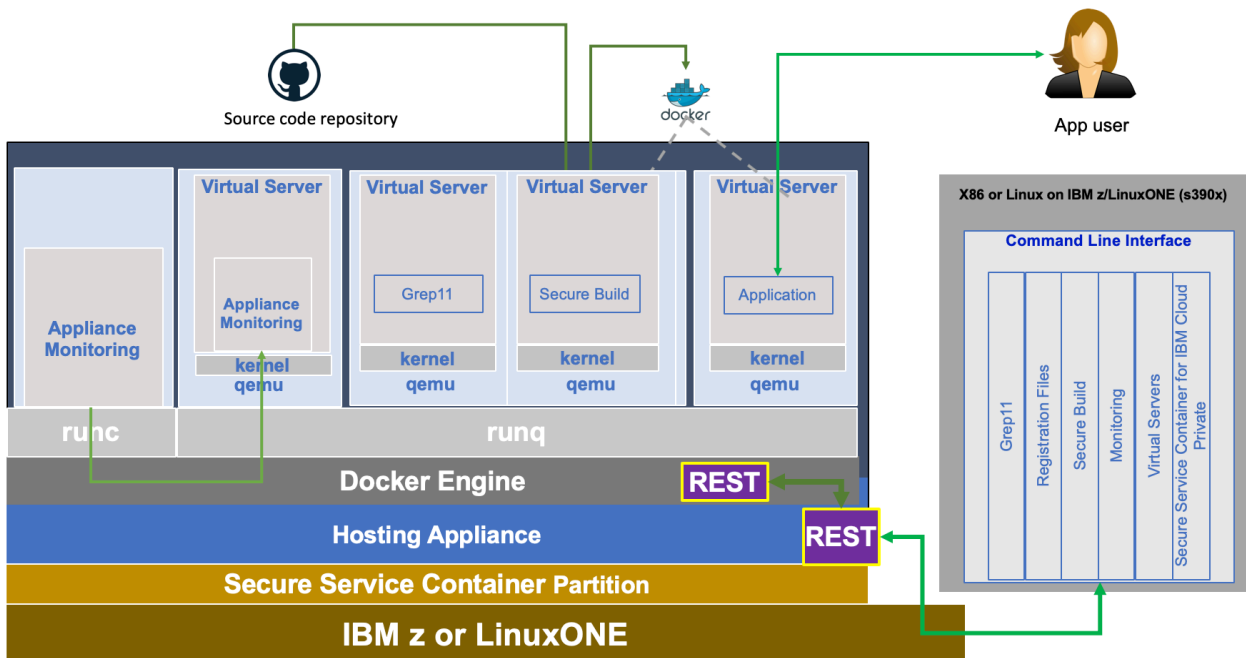 Source code repository
docker
App user
Virtual Server
Virtual Server
Virtual Server
Virtual Server
Appliance
Monitoring
Appliance
Monitoring
Grep11
Secure Build
Application
kernel
qemu
kernel
qemu
kernel
qemu
kernel
qemu
runc
runq
Docker Engine
REST
Hosting Appliance
REST
Secure Service Container Partition
IBM z or LinuxONE
X86 or Linux on IBM z/LinuxONE (s390x)
Command Line Interface
Grep11
Registration Files
Secure Build
Monitoring
Virtual Servers
Secure Service Container for IBM Cloud
Private